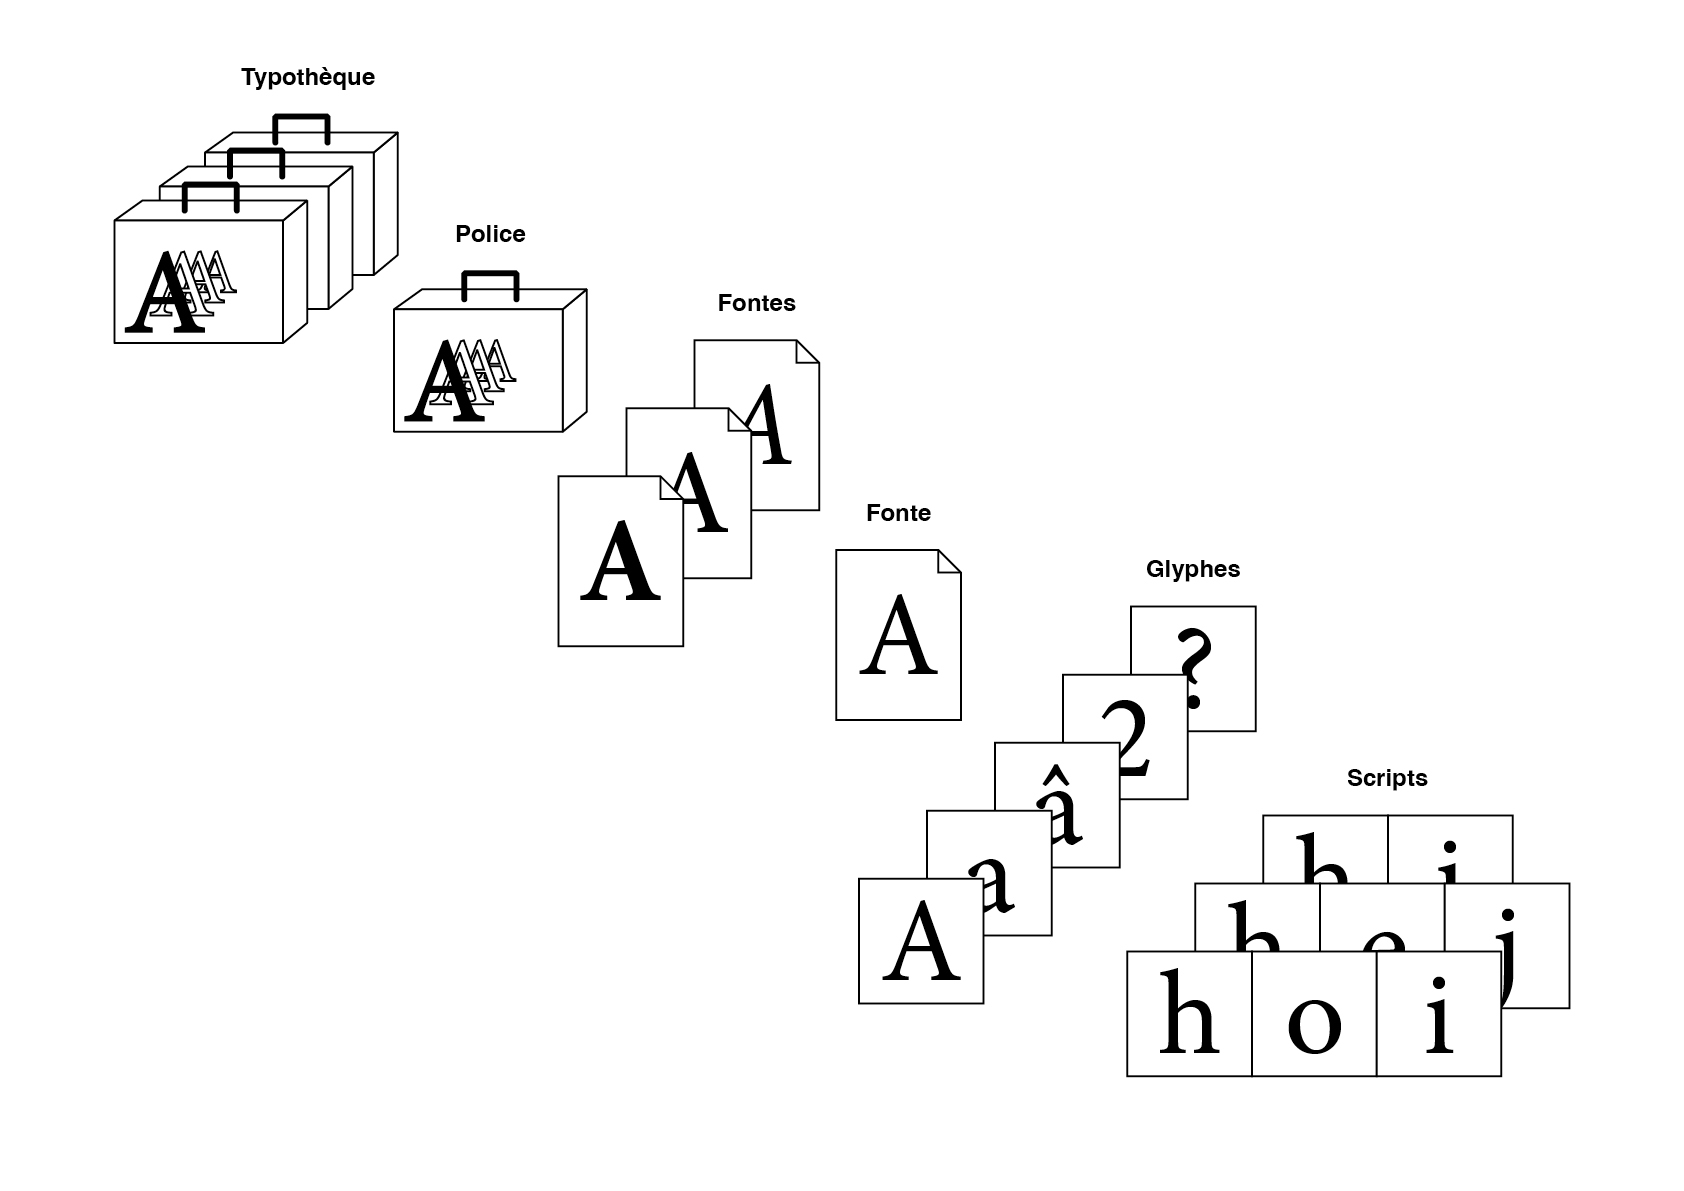 Typothèque
A
Police
A
Fontes
A
A
A
Fonte
A
Glyphes
?
2
â
a
A
Scripts
h i
h e j
h o i